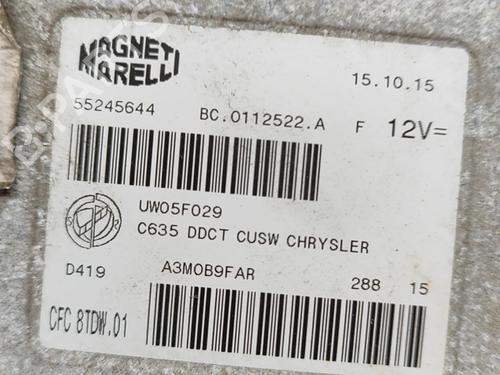 MAGNETI
MARELLI
15.10.15
55245644 BC.0112522.A F 12V=
UW05F029
C635 DDCT CUSW CHRYSLER
D419 A3M0B9FAR 288 15
CFC 8TDW.01